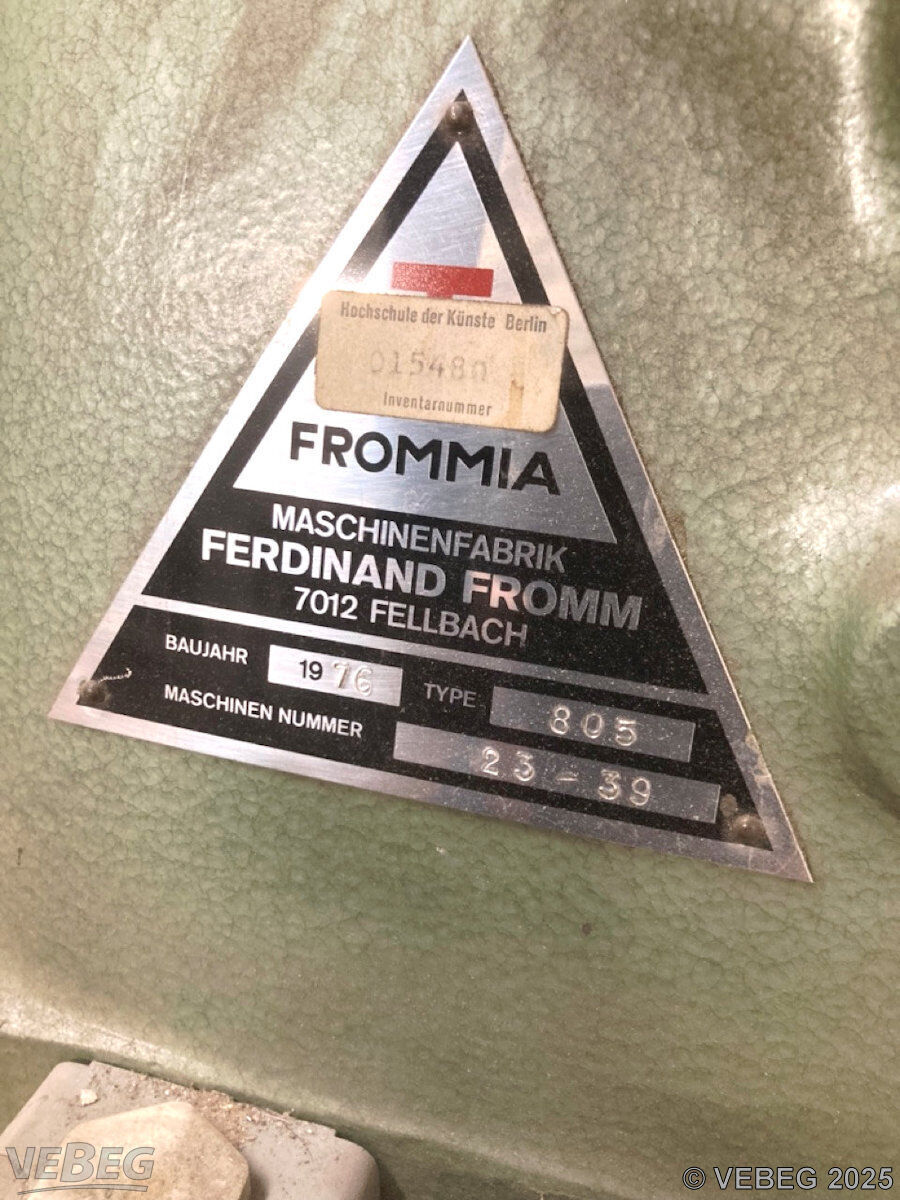 Hochschule der Künste Berlin
015480
Inventarnummer
FROMMIA
MASCHINENFABRIK
FERDINAND FROMM
7012 FELLBACH
BAUJAHR 1976 TYPE 805
MASCHINEN NUMMER 23-39
VEBEG
© VEBEG 2025